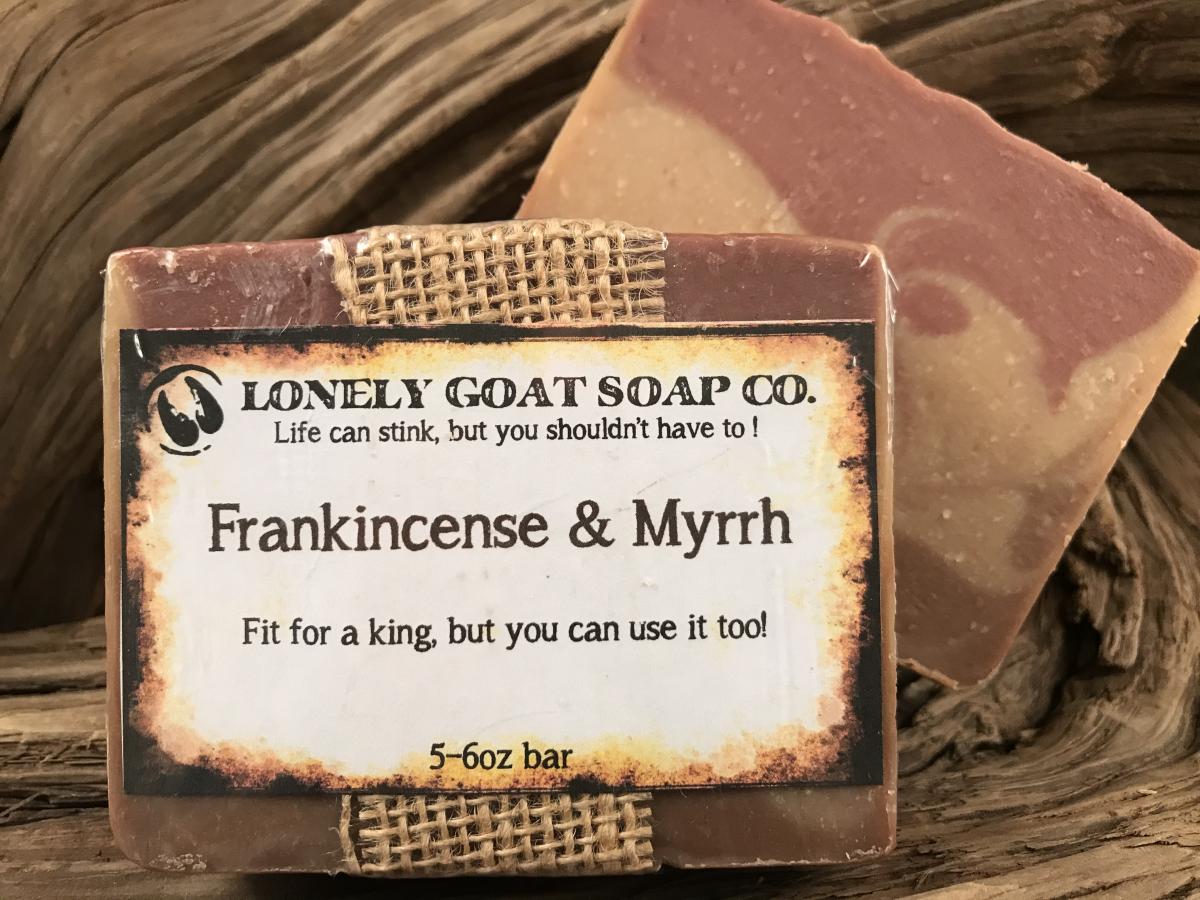 LONELY GOAT SOAP CO.
Life can stink, but you shouldn't have to !
Frankincense & Myrrh
Fit for a king, but you can use it too!
5-6oz bar